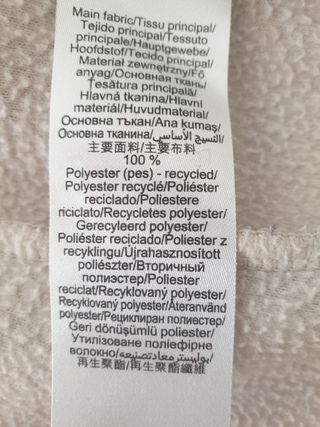 Main fabric/Tissu principal/
Tejido principal/Tessuto
principale/Hauptgewebe/
Hoofdstof/Tecido principal/
Materiał zewnętrzny/Fő
anyag/Основная ткань/
Țesătura principală/
Hlavná tkanina/Hlavní
materiál/Huvudmaterial/
Основна тъкан/Ana kumaş/
Основна тканина/النسيج الأساسي/
主要面料/主要布料
100 %
Polyester (pes) - recycled/
Polyester recyclé/Poliéster
reciclado/Poliestere
riciclato/Recycletes polyester/
Gerecyleerd polyester/
Poliéster reciclado/Poliester z
recyklingu/Újrahasznosított
poliészter/Вторичный
полиэстер/Poliester
reciclat/Recyklovaný polyester/
Recyklovaný polyester/Återanvänd
polyester/Рециклиран полиестер/
Geri dönüşümlü poliester/
Утилізоване поліефірне
волокно/بوليستر معاد تصنيعه/
再生聚酯/再生聚酯纖維